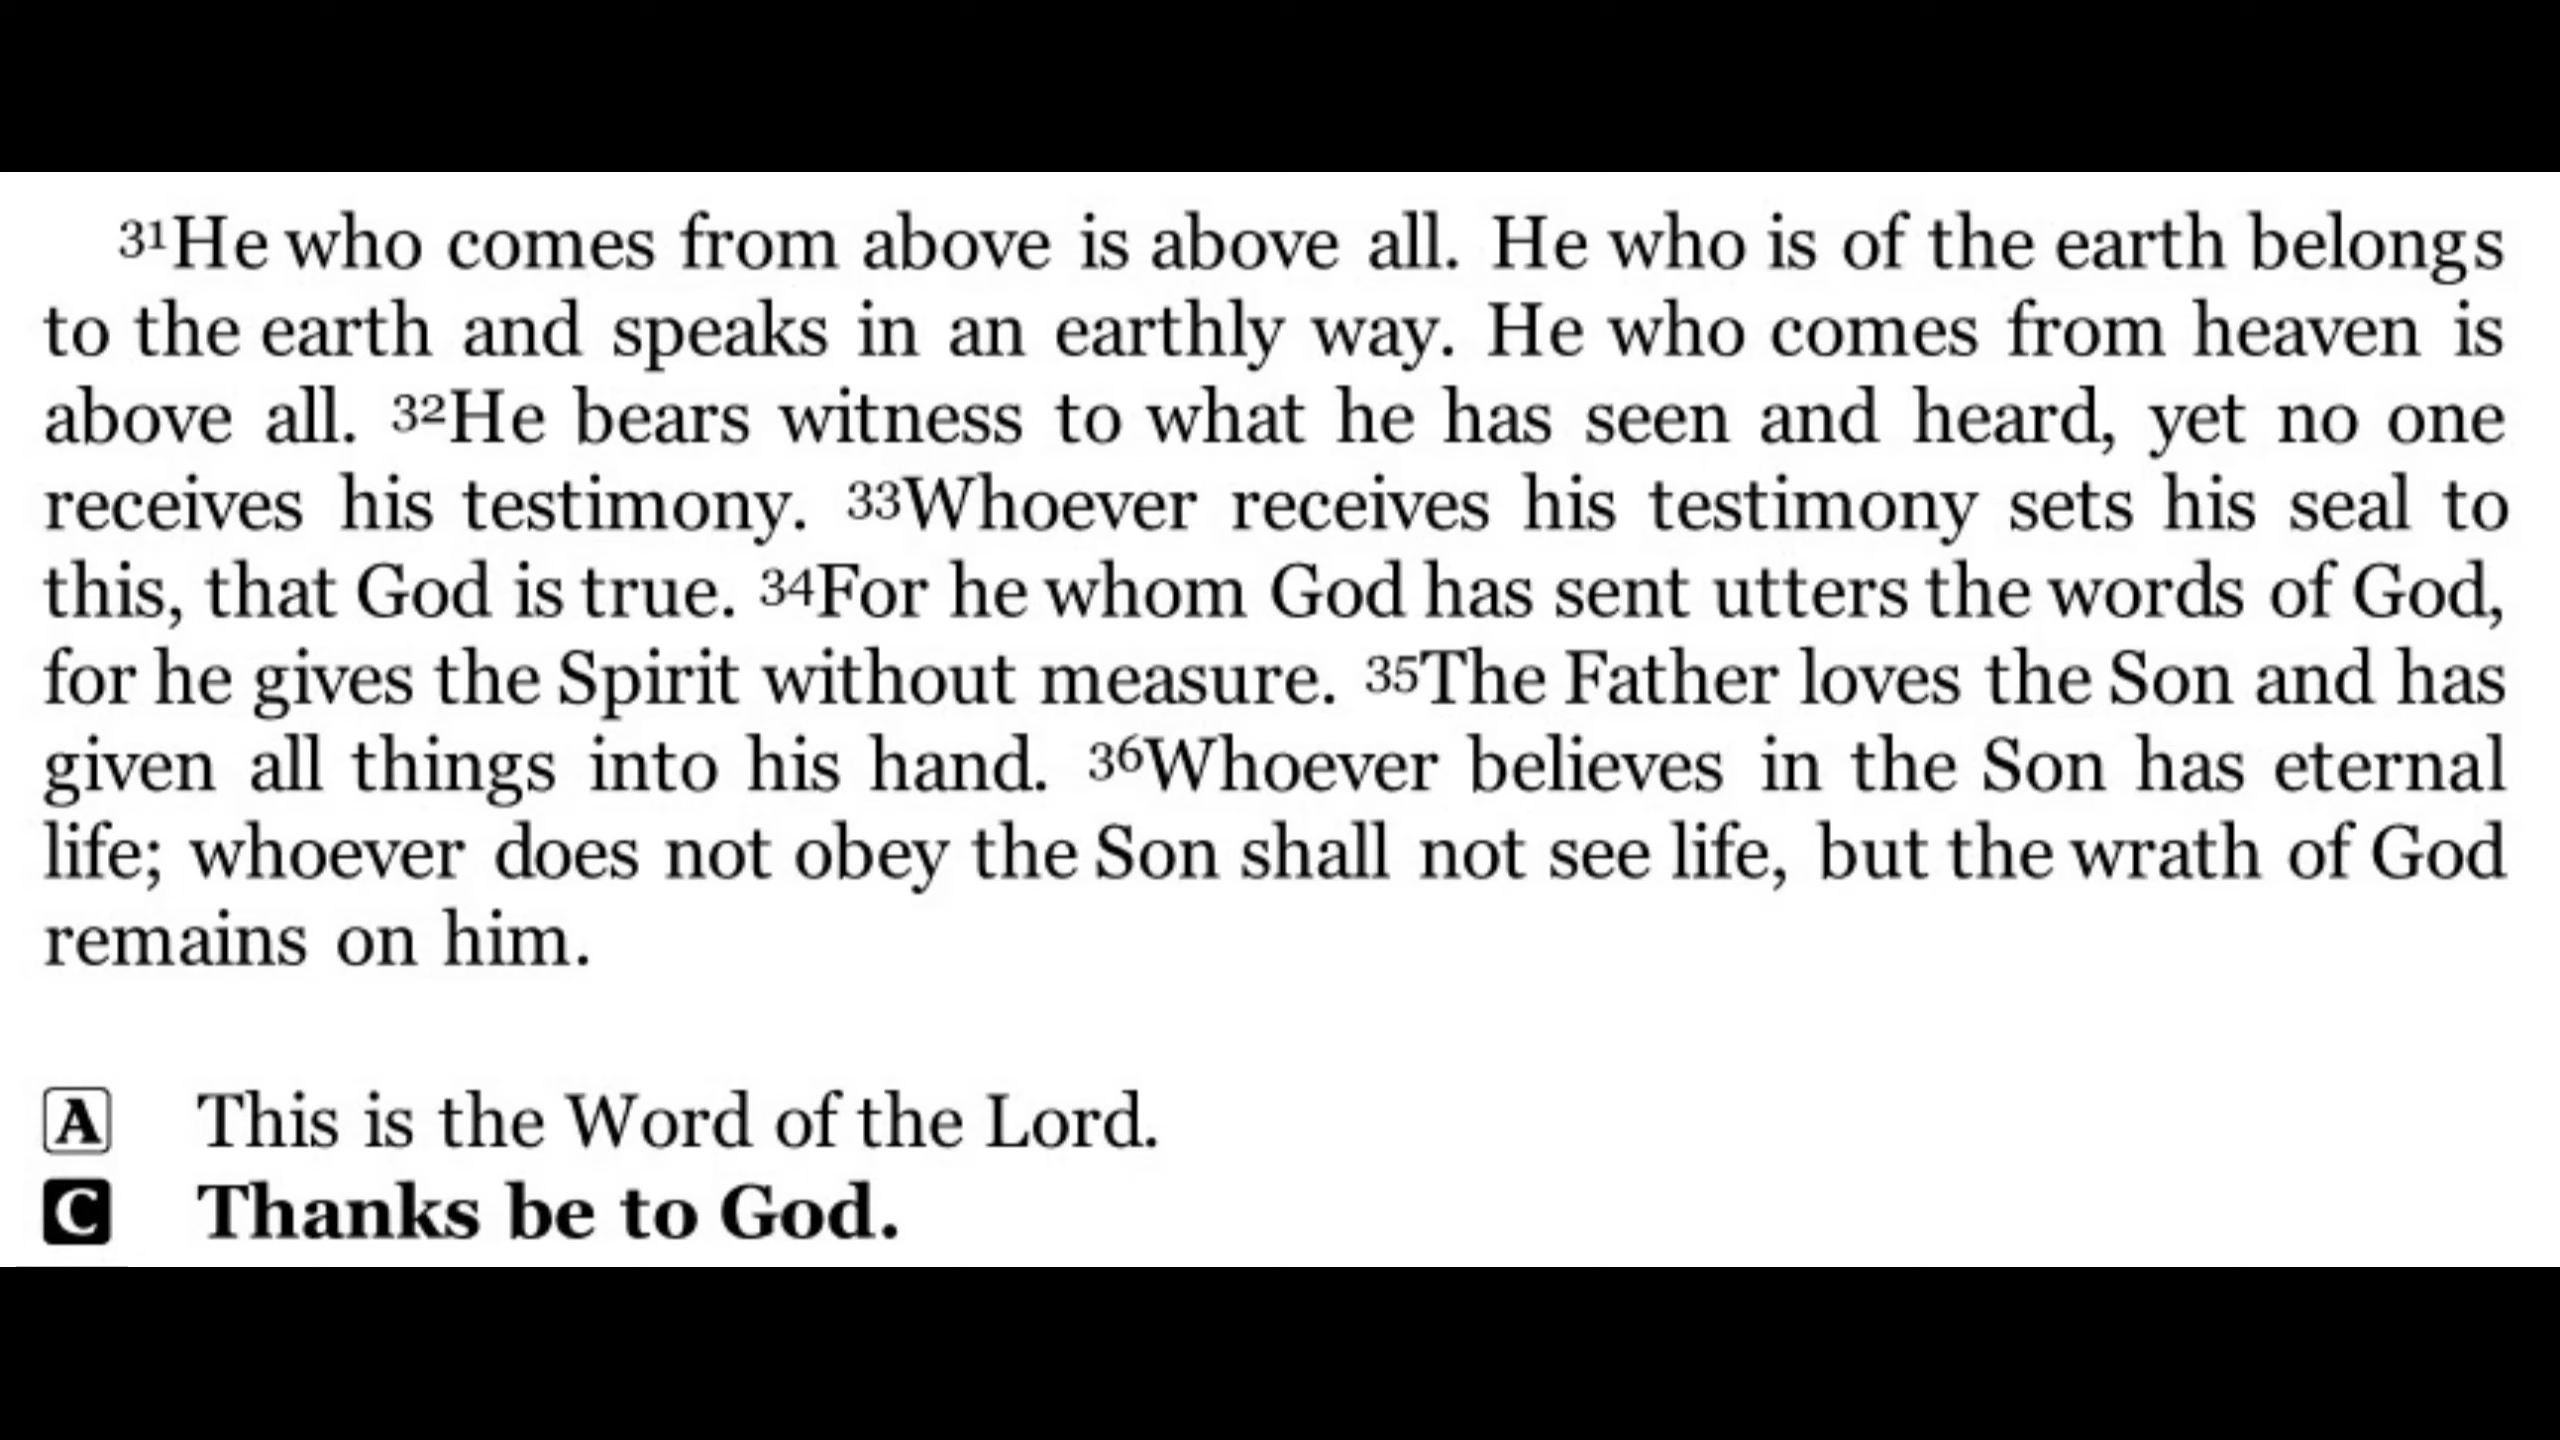 ³¹He who comes from above is above all. He who is of the earth belongs
to the earth and speaks in an earthly way. He who comes from heaven is
above all. ³²He bears witness to what he has seen and heard, yet no one
receives his testimony. ³³Whoever receives his testimony sets his seal to
this, that God is true. ³⁴For he whom God has sent utters the words of God,
for he gives the Spirit without measure. ³⁵The Father loves the Son and has
given all things into his hand. ³⁶Whoever believes in the Son has eternal
life; whoever does not obey the Son shall not see life, but the wrath of God
remains on him.
A This is the Word of the Lord.
C Thanks be to God.